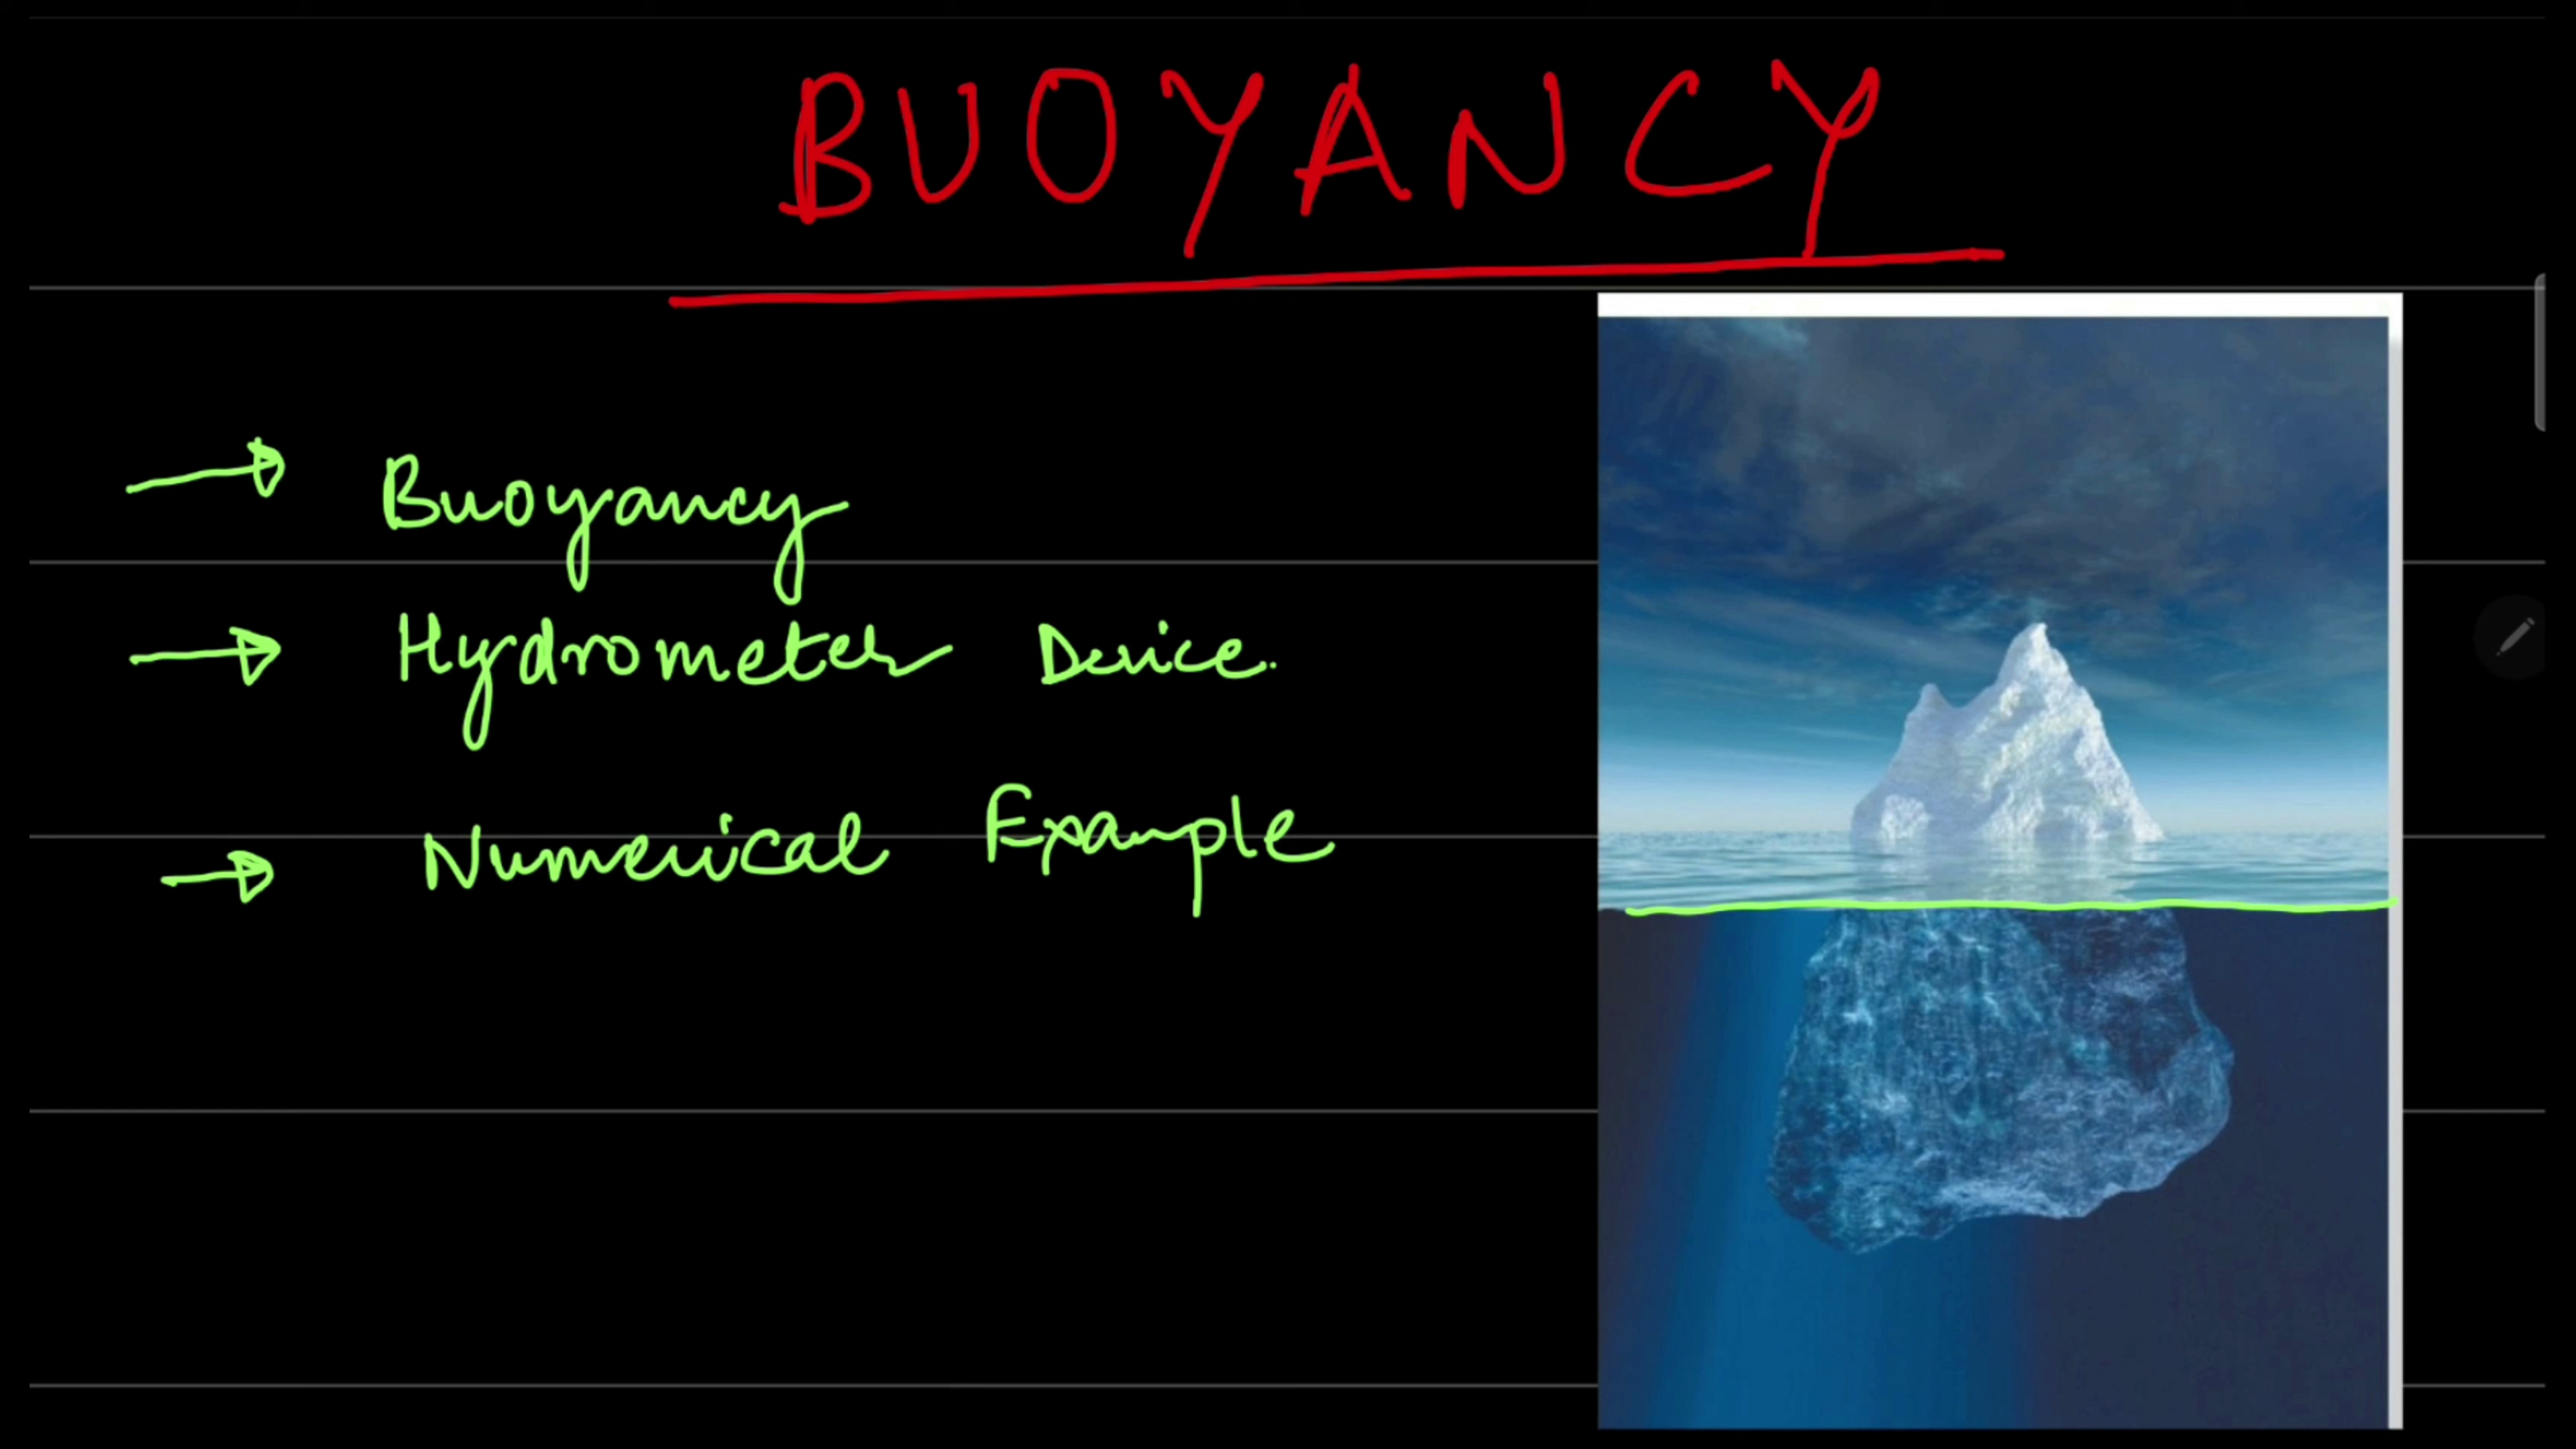 BUOYANCY
→ Buoyancy
→ Hydrometer Device.
→ Numerical Example